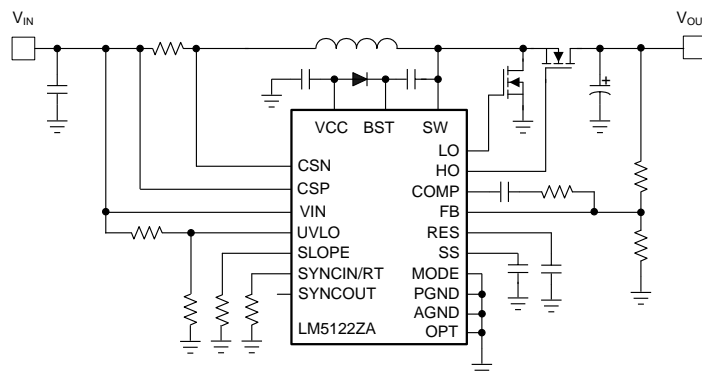 VIN
VOU
+
VCC BST SW
LO
HO
CSN
CSP
COMP
VIN
FB
UVLO
RES
SLOPE
SS
SYNCIN/RT
MODE
SYNCOUT
PGND
AGND
LM5122ZA
OPT